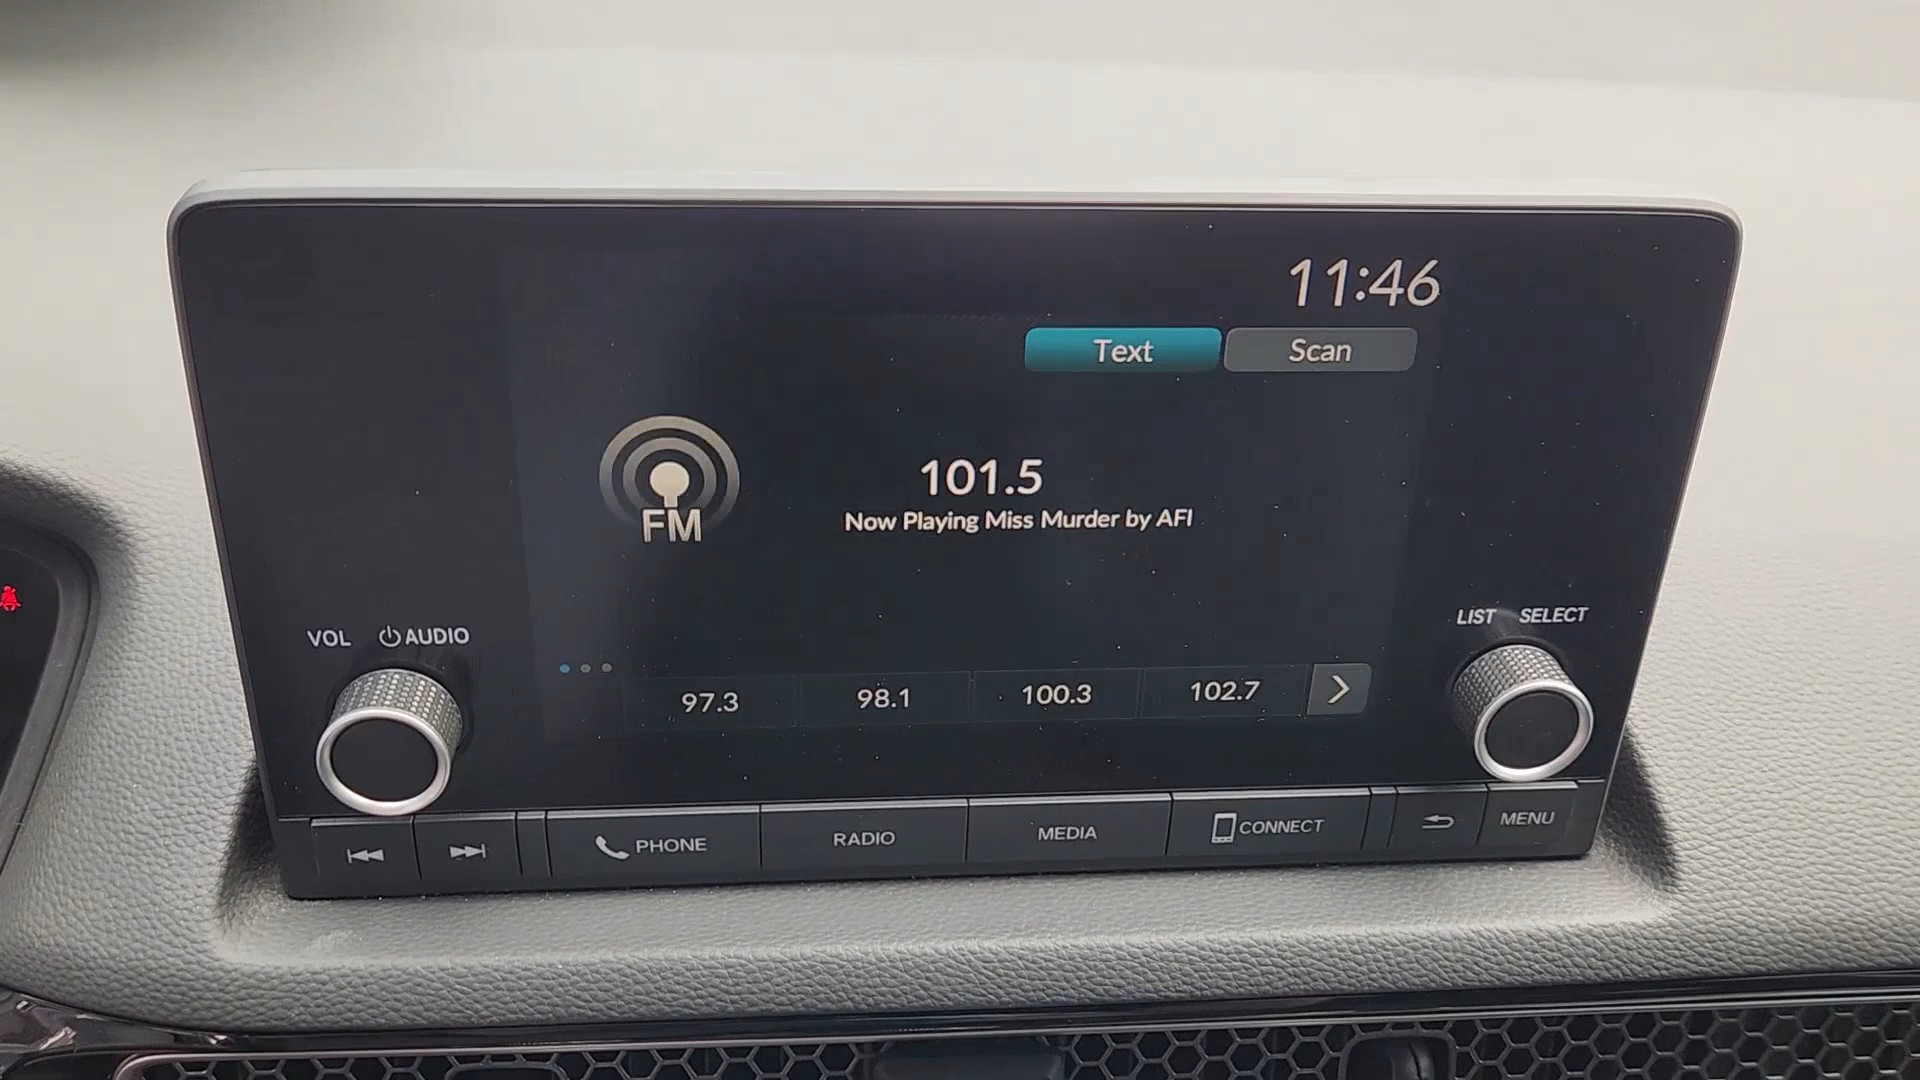 11:46
Text Scan
FM
101.5
Now Playing Miss Murder by AFI
VOL AUDIO
LIST SELECT
97.3 98.1 100.3 102.7
PHONE RADIO MEDIA CONNECT MENU